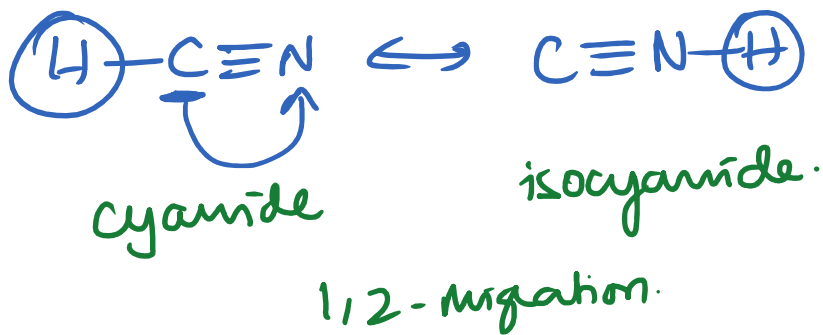 H-C≡N ⟷ C≡N-H
cyanide isocyanide.
1,2-migration.